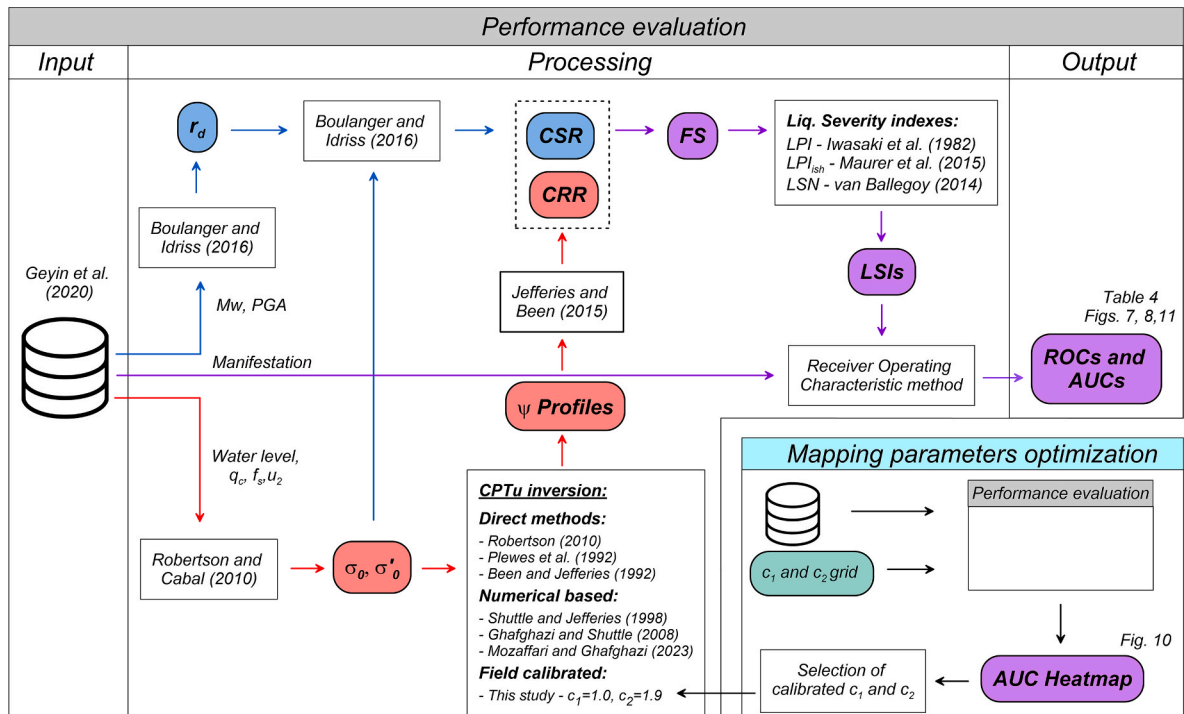 Performance evaluation
Input
Processing
Output
r_d
Boulanger and
Idriss (2016)
CSR
CRR
FS
Liq. Severity indexes:
LPI - Iwasaki et al. (1982)
LPI_ish - Maurer et al. (2015)
LSN - van Ballegoy (2014)
Boulanger and
Idriss (2016)
Geyin et al.
(2020)
Mw, PGA
Jefferies and
Been (2015)
LSIs
Table 4
Figs. 7, 8,11
Manifestation
Receiver Operating
Characteristic method
ROCs and
AUCs
ψ Profiles
Water level,
q_c, f_s,u_2
Robertson and
Cabal (2010)
σ_0, σ'_0
CPTu inversion:
Direct methods:
- Robertson (2010)
- Plewes et al. (1992)
- Been and Jefferies (1992)
Numerical based:
- Shuttle and Jefferies (1998)
- Ghafghazi and Shuttle (2008)
- Mozaffari and Ghafghazi (2023)
Field calibrated:
- This study - c_1=1.0, c_2=1.9
Mapping parameters optimization
Performance evaluation
c_1 and c_2 grid
Fig. 10
Selection of
calibrated c_1 and c_2
AUC Heatmap